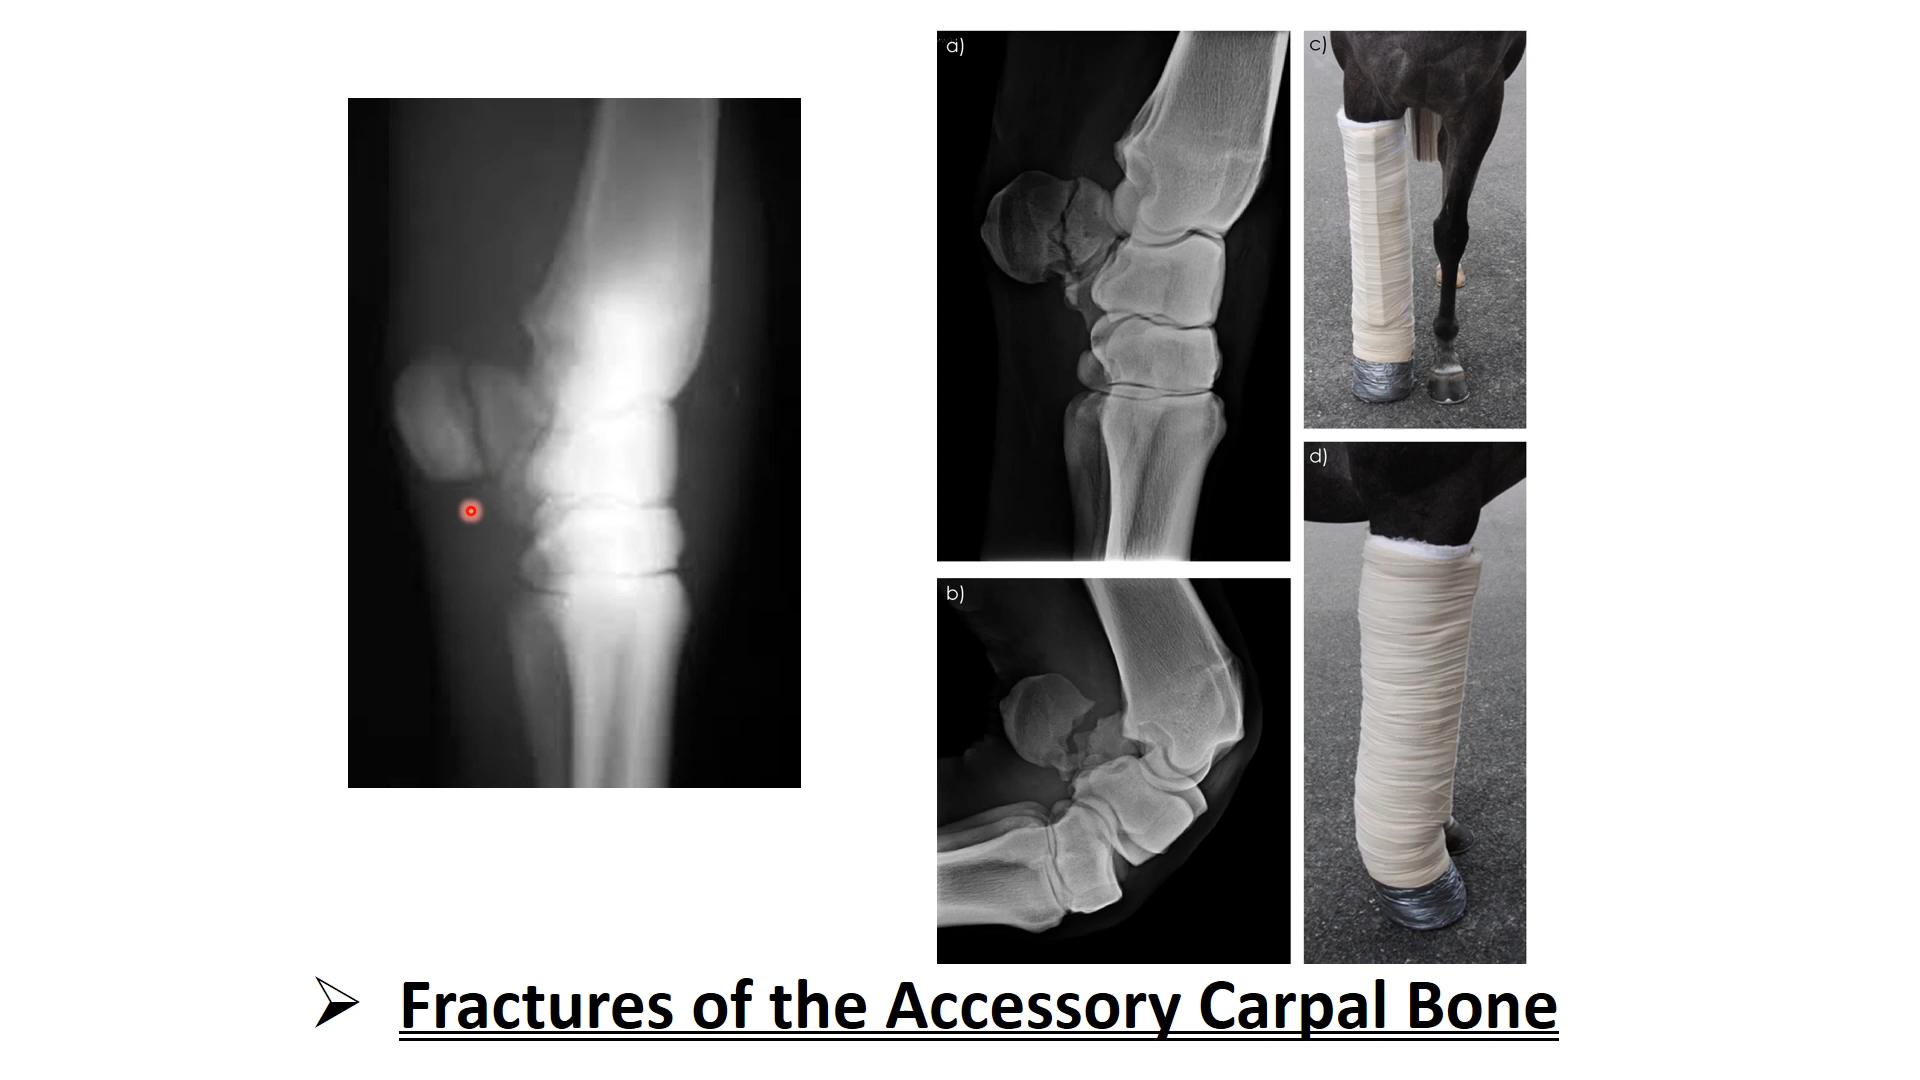 a)
c)
b)
d)
Fractures of the Accessory Carpal Bone